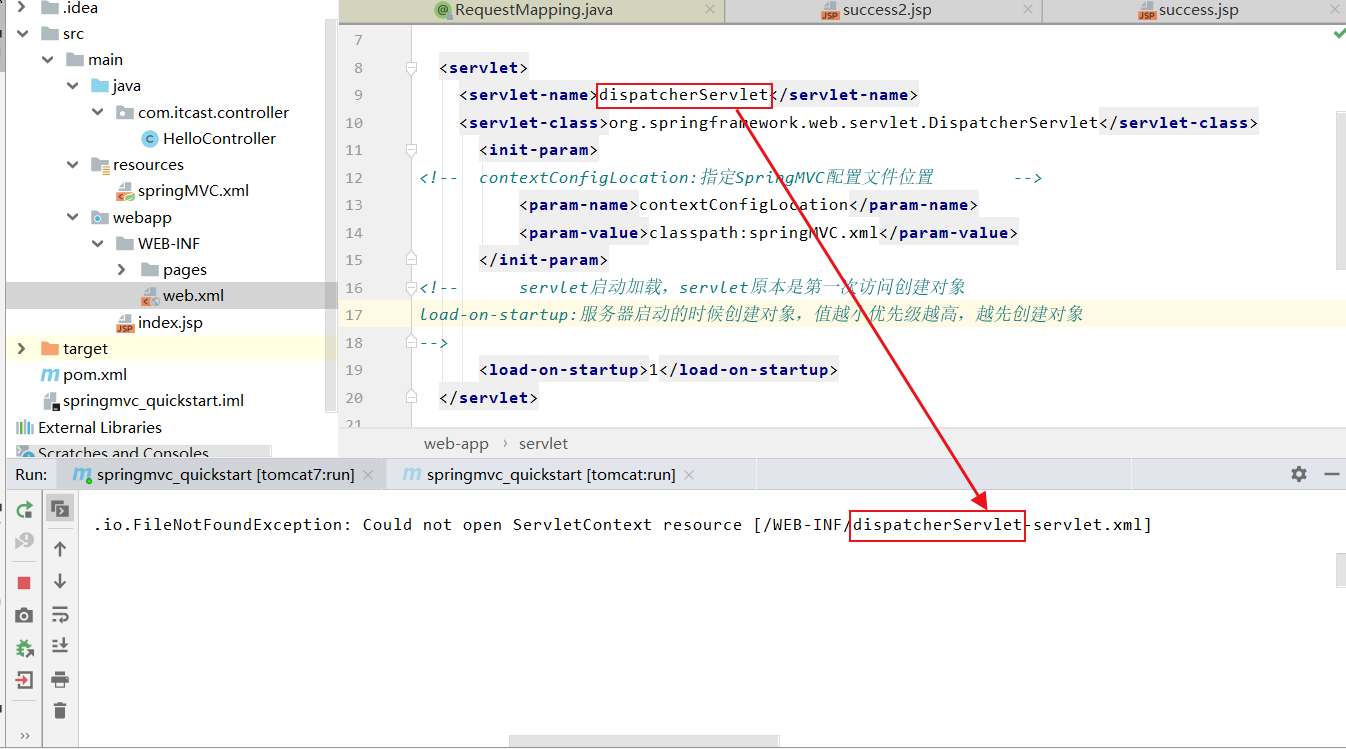 .idea
src
main
java
com.itcast.controller
HelloController
resources
springMVC.xml
webapp
WEB-INF
pages
web.xml
index.jsp
target
pom.xml
springmvc_quickstart.iml
External Libraries
Scratches and Consoles
RequestMapping.java success2.jsp success.jsp
7
8 <servlet>
9 <servlet-name>dispatcherServlet</servlet-name>
10 <servlet-class>org.springframework.web.servlet.DispatcherServlet</servlet-class>
11 <init-param>
12 <!-- contextConfigLocation:指定SpringMVC配置文件位置 -->
13 <param-name>contextConfigLocation</param-name>
14 <param-value>classpath:springMVC.xml</param-value>
15 </init-param>
16 <!-- servlet启动加载，servlet原本是第一次访问创建对象
17 load-on-startup:服务器启动的时候创建对象，值越小优先级越高，越先创建对象
18 -->
19 <load-on-startup>1</load-on-startup>
20 </servlet>
21
web-app › servlet
Run: springmvc_quickstart [tomcat7:run] springmvc_quickstart [tomcat:run]
.io.FileNotFoundException: Could not open ServletContext resource [/WEB-INF/dispatcherServlet-servlet.xml]